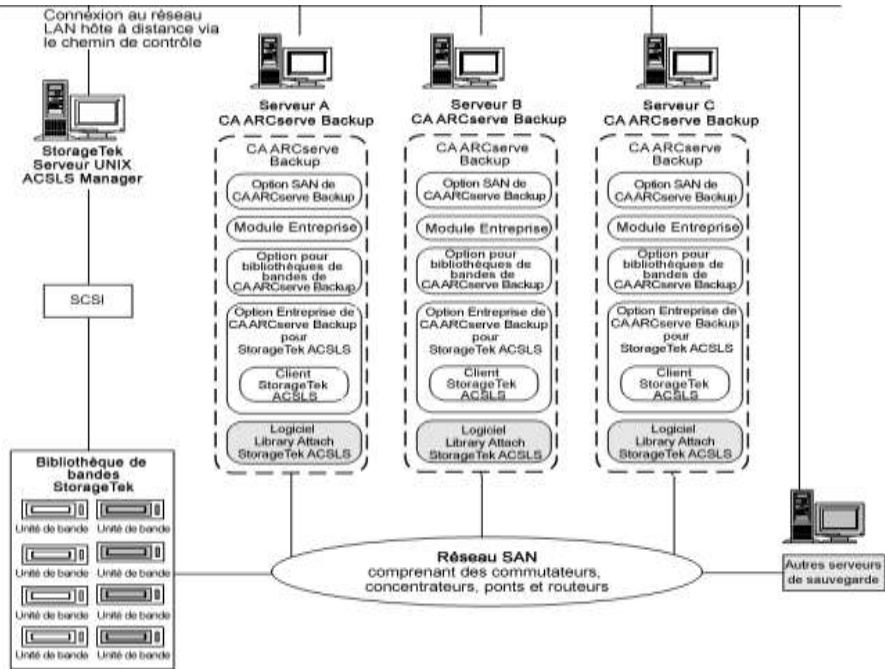 Connexion au réseau
LAN hôte à distance via
le chemin de contrôle
StorageTek
Serveur UNIX
ACSLS Manager
SCSI
Bibliothèque de
bandes
StorageTek
Unité de bande Unité de bande
Unité de bande Unité de bande
Unité de bande Unité de bande
Unité de bande Unité de bande
Serveur A
CA ARCserve Backup
CA ARCserve
Backup
Option SAN de
CA ARCserve Backup
Module Entreprise
Option pour
bibliothèques de
bandes de
CA ARCserve Backup
Option Entreprise de
CA ARCserve Backup
pour
StorageTek ACSLS
Client
StorageTek
ACSLS
Logiciel
Library Attach
StorageTek ACSLS
Serveur B
CA ARCserve Backup
CA ARCserve
Backup
Option SAN de
CA ARCserve Backup
Module Entreprise
Option pour
bibliothèques de
bandes de
CA ARCserve Backup
Option Entreprise de
CA ARCserve Backup
pour
StorageTek ACSLS
Client
StorageTek
ACSLS
Logiciel
Library Attach
StorageTek ACSLS
Serveur C
CA ARCserve Backup
CA ARCserve
Backup
Option SAN de
CA ARCserve Backup
Module Entreprise
Option pour
bibliothèques de
bandes de
CA ARCserve Backup
Option Entreprise de
CA ARCserve Backup
pour
StorageTek ACSLS
Client
StorageTek
ACSLS
Logiciel
Library Attach
StorageTek ACSLS
Réseau SAN
comprenant des commutateurs,
concentrateurs, ponts et routeurs
Autres serveurs
de sauvegarde